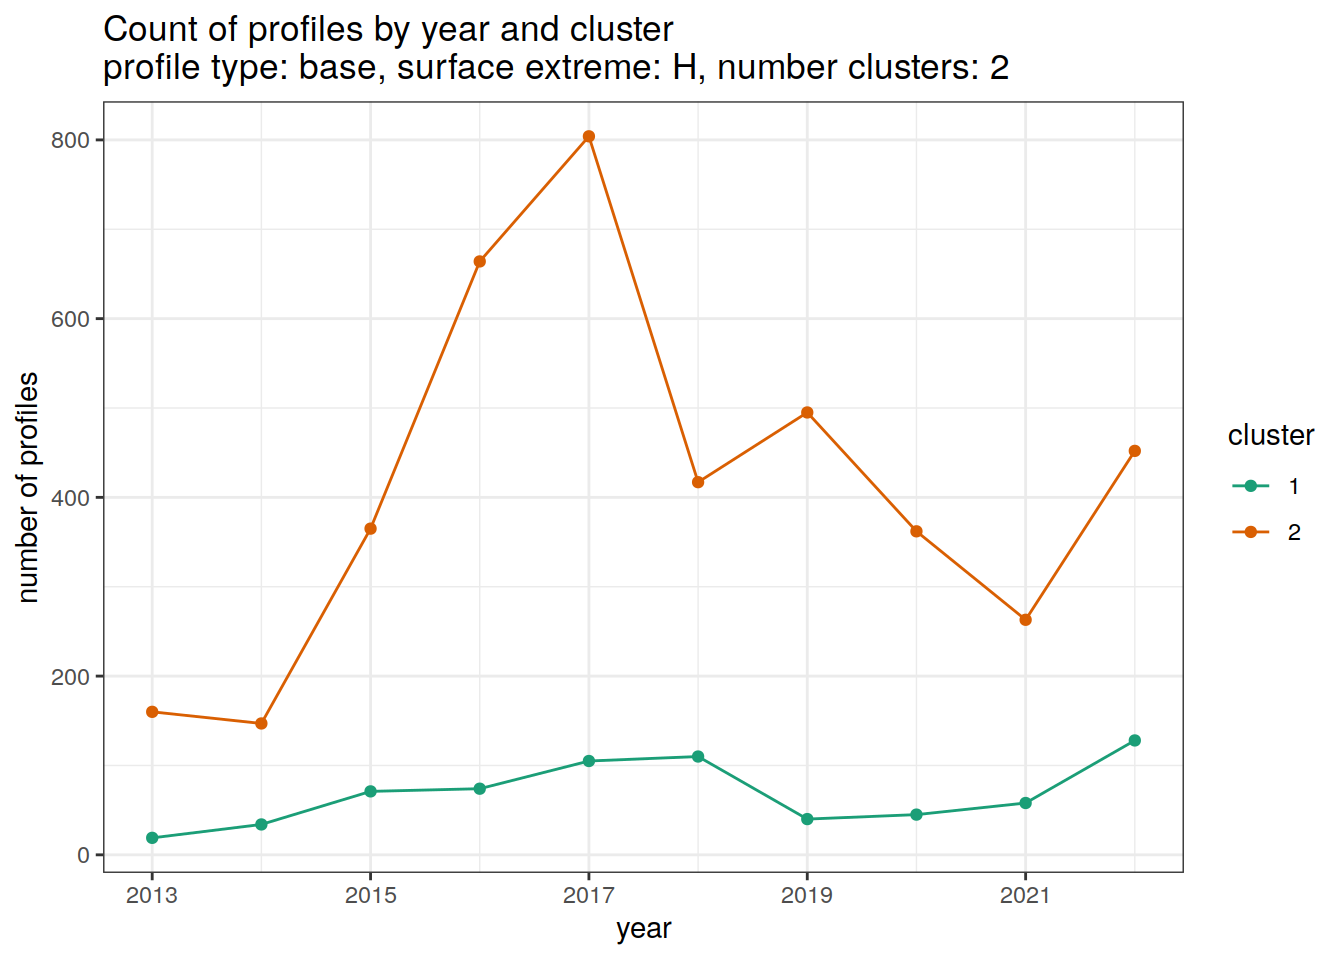 Count of profiles by year and cluster
profile type: base, surface extreme: H, number clusters: 2
800
600
400
200
0
number of profiles
2013 2015 2017 2019 2021
year
cluster
1
2